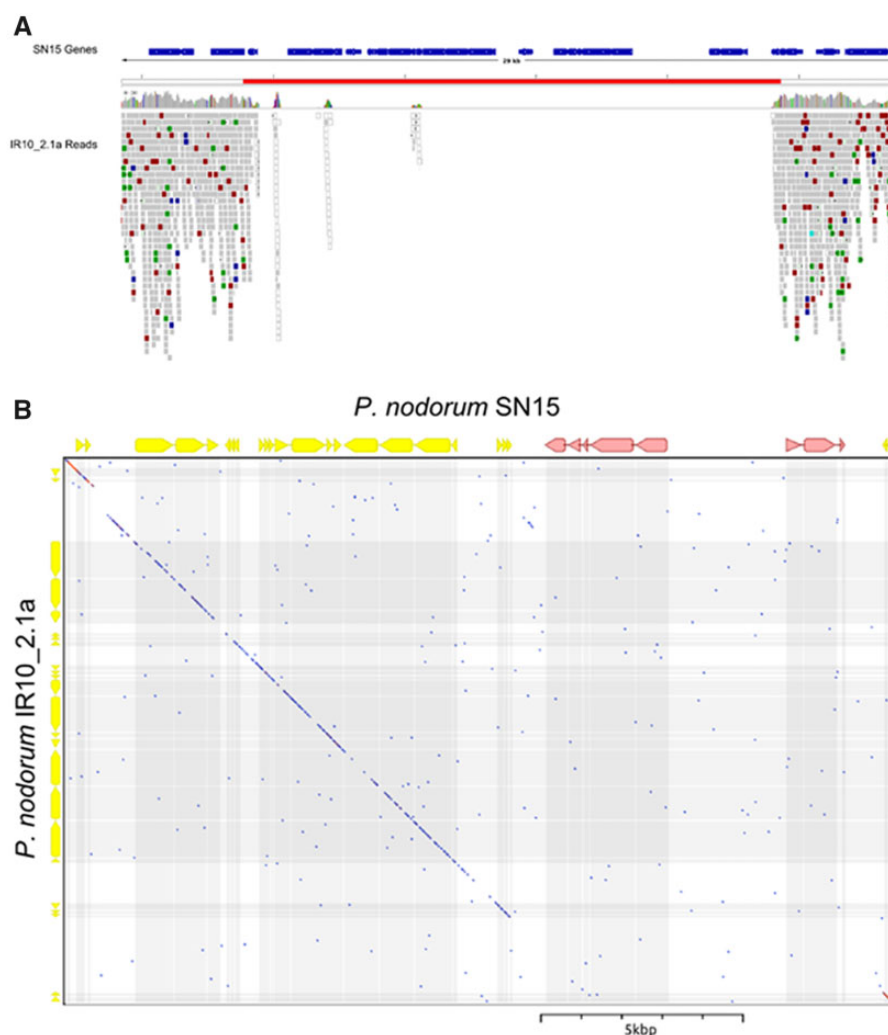 A
SN15 Genes
29 kb
IR10_2.1a Reads
B
P. nodorum SN15
P. nodorum IR10_2.1a
5kbp